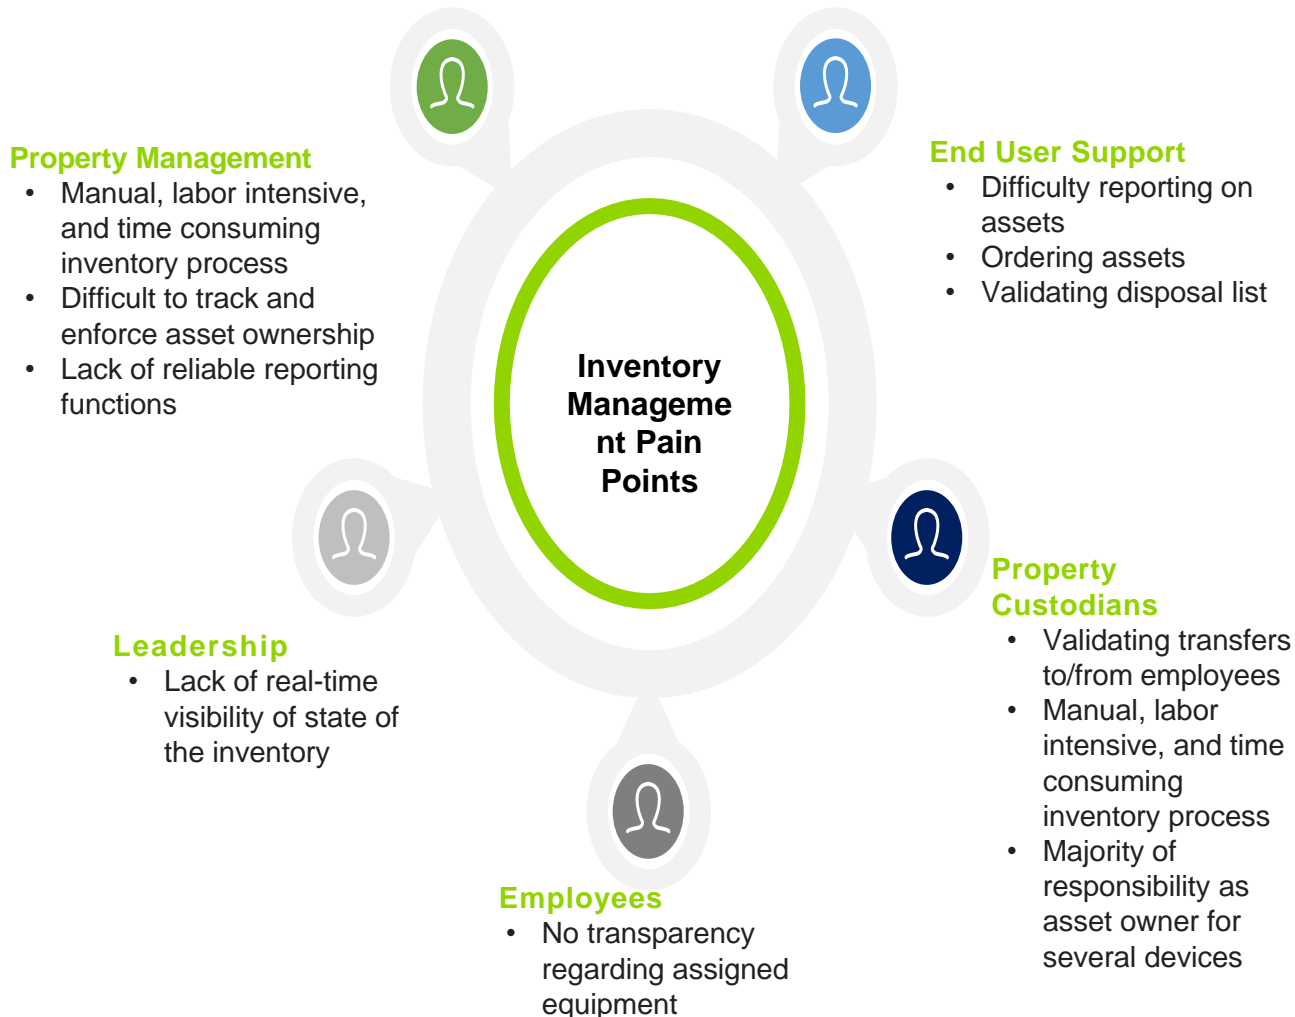 Property Management
• Manual, labor intensive,
and time consuming
inventory process
• Difficult to track and
enforce asset ownership
• Lack of reliable reporting
functions
End User Support
• Difficulty reporting on
assets
• Ordering assets
• Validating disposal list
Inventory
Manageme
nt Pain
Points
Leadership
• Lack of real-time
visibility of state of
the inventory
Property
Custodians
• Validating transfers
to/from employees
• Manual, labor
intensive, and time
consuming
inventory process
• Majority of
responsibility as
asset owner for
several devices
Employees
• No transparency
regarding assigned
equipment